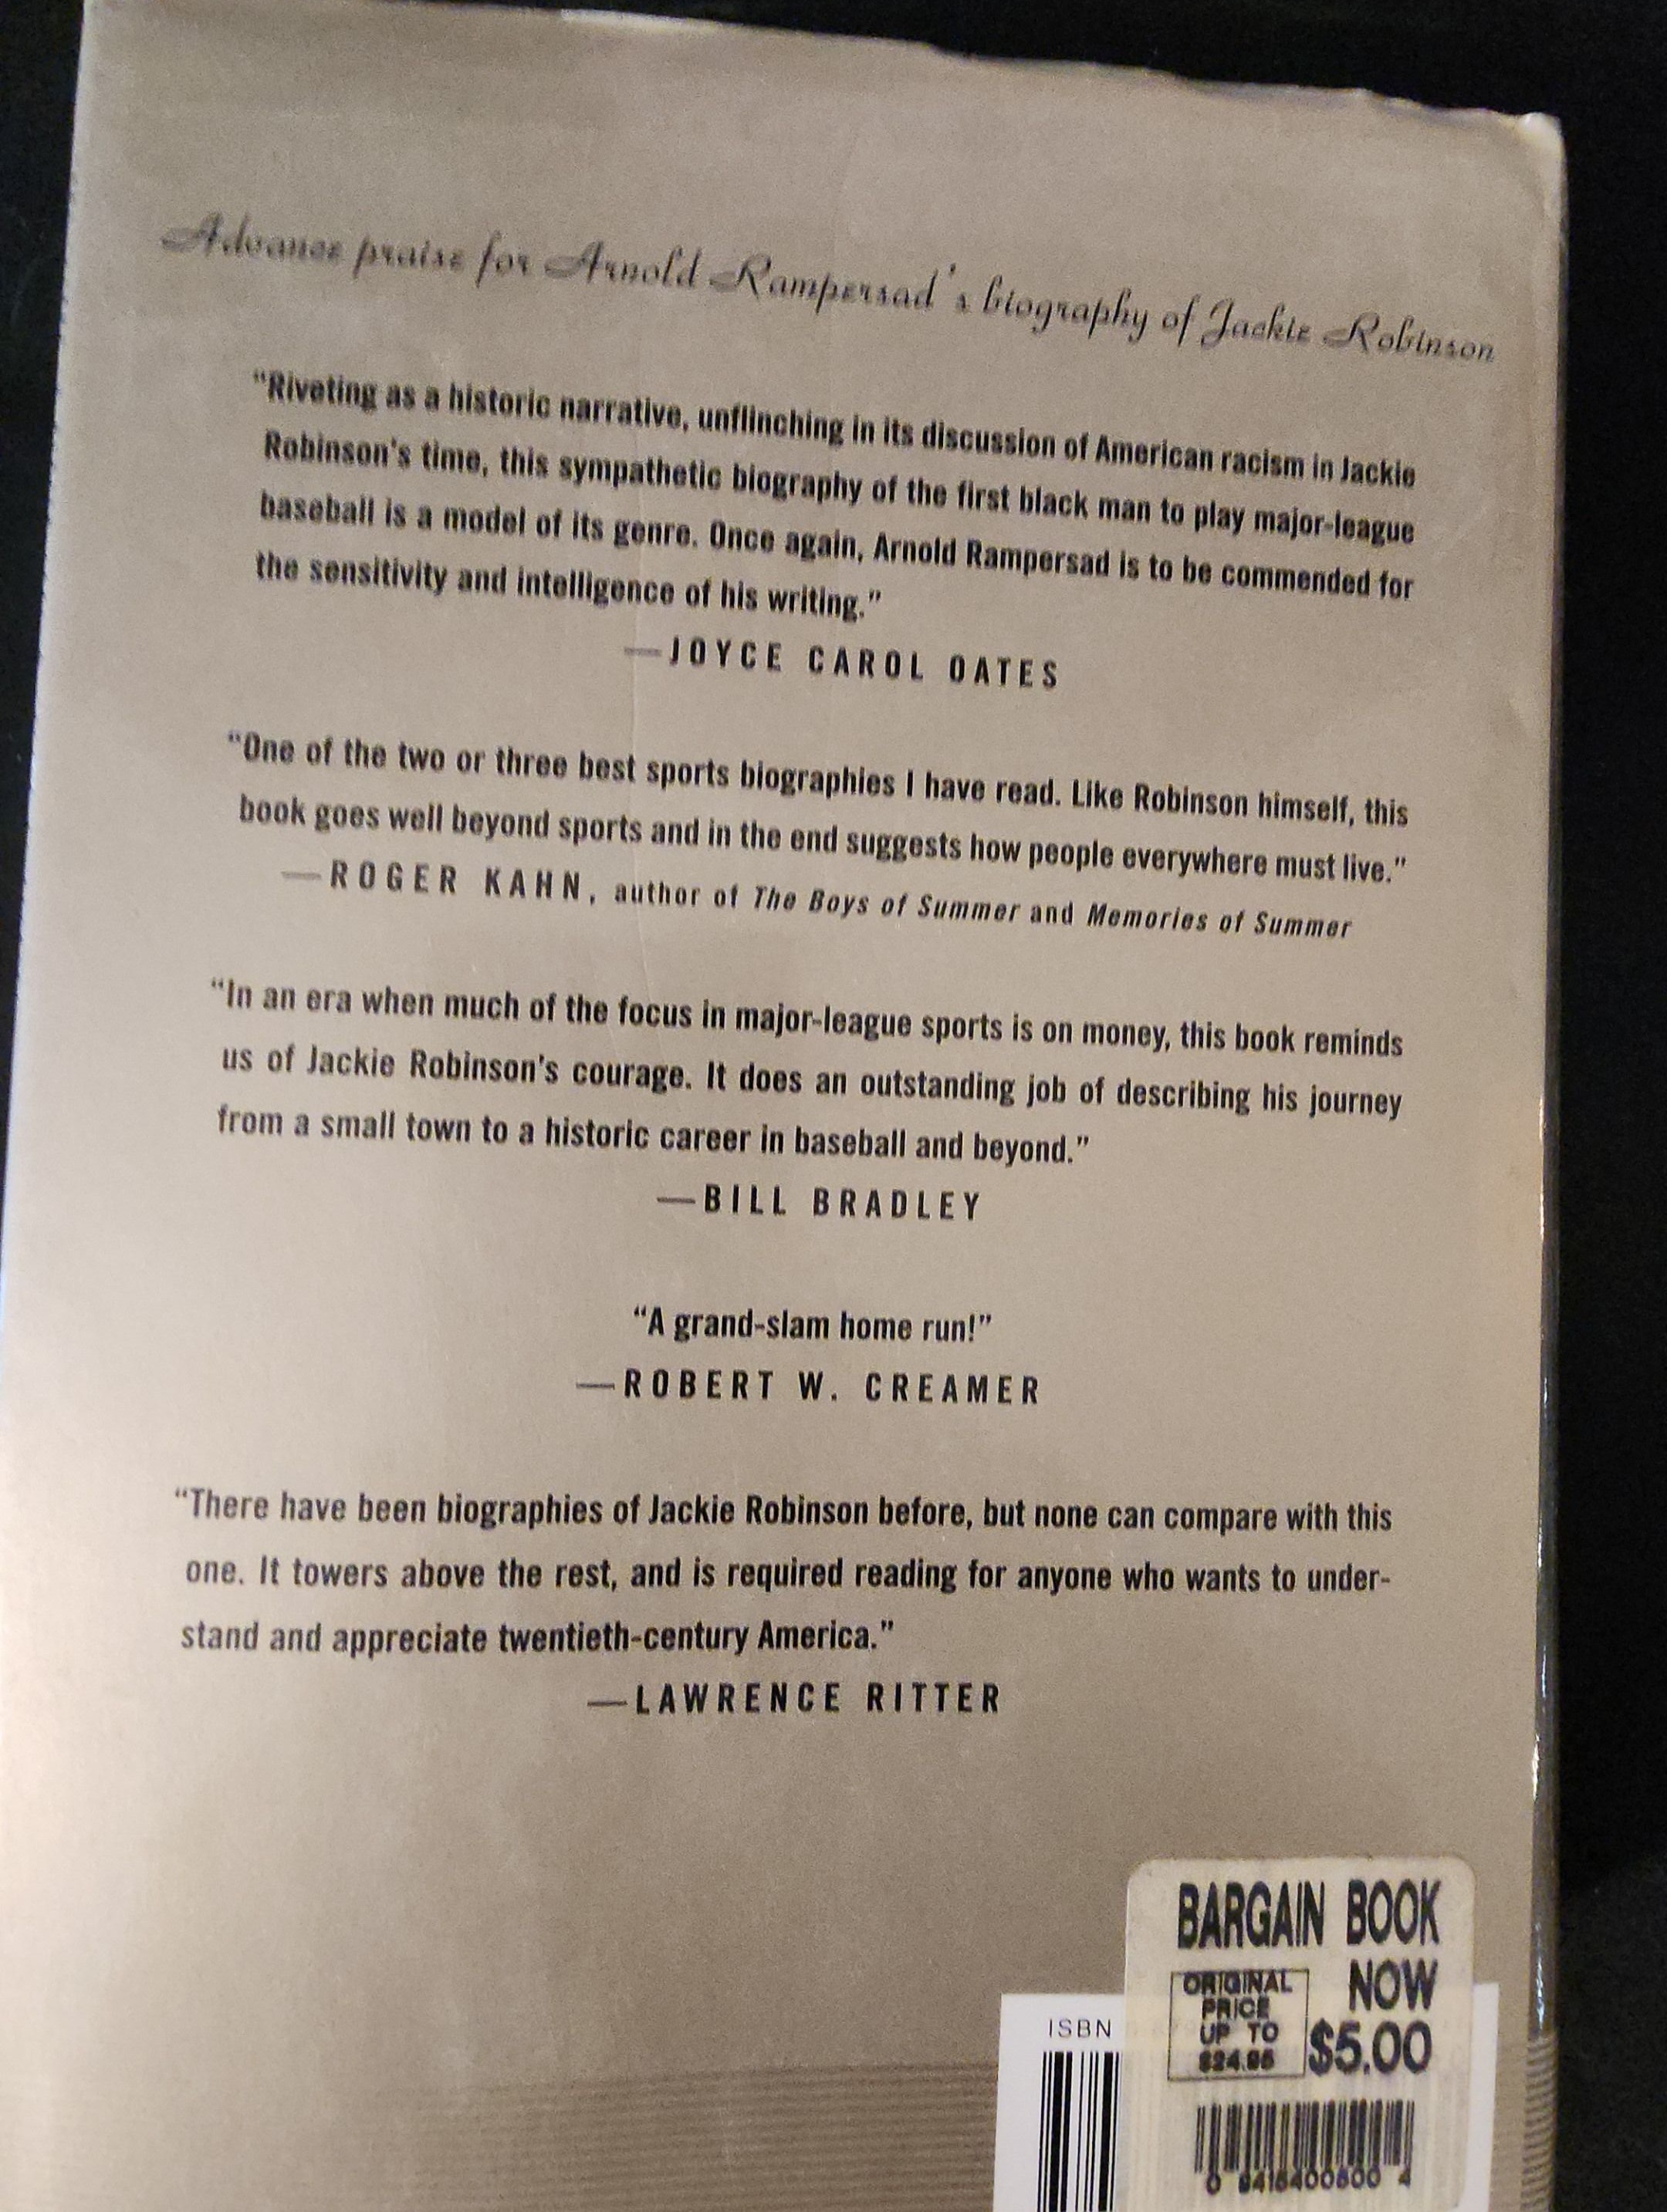 Advance praise for Arnold Rampersad's biography of Jackie Robinson
“Riveting as a historic narrative, unflinching in its discussion of American racism in Jackie
Robinson's time, this sympathetic biography of the first black man to play major-league
baseball is a model of its genre. Once again, Arnold Rampersad is to be commended for
the sensitivity and intelligence of his writing.”
—JOYCE CAROL OATES
“One of the two or three best sports biographies I have read. Like Robinson himself, this
book goes well beyond sports and in the end suggests how people everywhere must live.”
—ROGER KAHN, author of The Boys of Summer and Memories of Summer
“In an era when much of the focus in major-league sports is on money, this book reminds
us of Jackie Robinson's courage. It does an outstanding job of describing his journey
from a small town to a historic career in baseball and beyond.”
—BILL BRADLEY
“A grand-slam home run!”
—ROBERT W. CREAMER
“There have been biographies of Jackie Robinson before, but none can compare with this
one. It towers above the rest, and is required reading for anyone who wants to under-
stand and appreciate twentieth-century America.”
—LAWRENCE RITTER
BARGAIN BOOK
NOW
$5.00
ORIGINAL
PRICE
UP TO
$24.95
ISBN